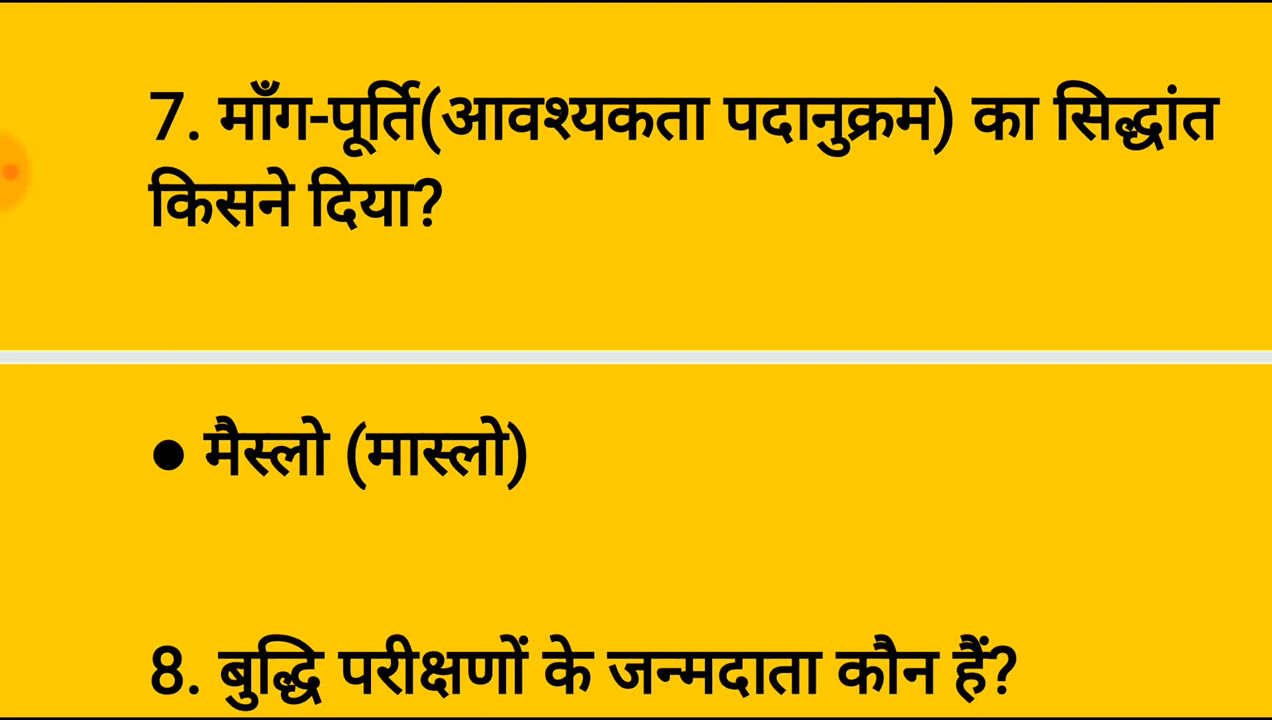 7. माँग-पूर्ति(आवश्यकता पदानुक्रम) का सिद्धांत
किसने दिया?
● मैस्लो (मास्लो)
8. बुद्धि परीक्षणों के जन्मदाता कौन हैं?